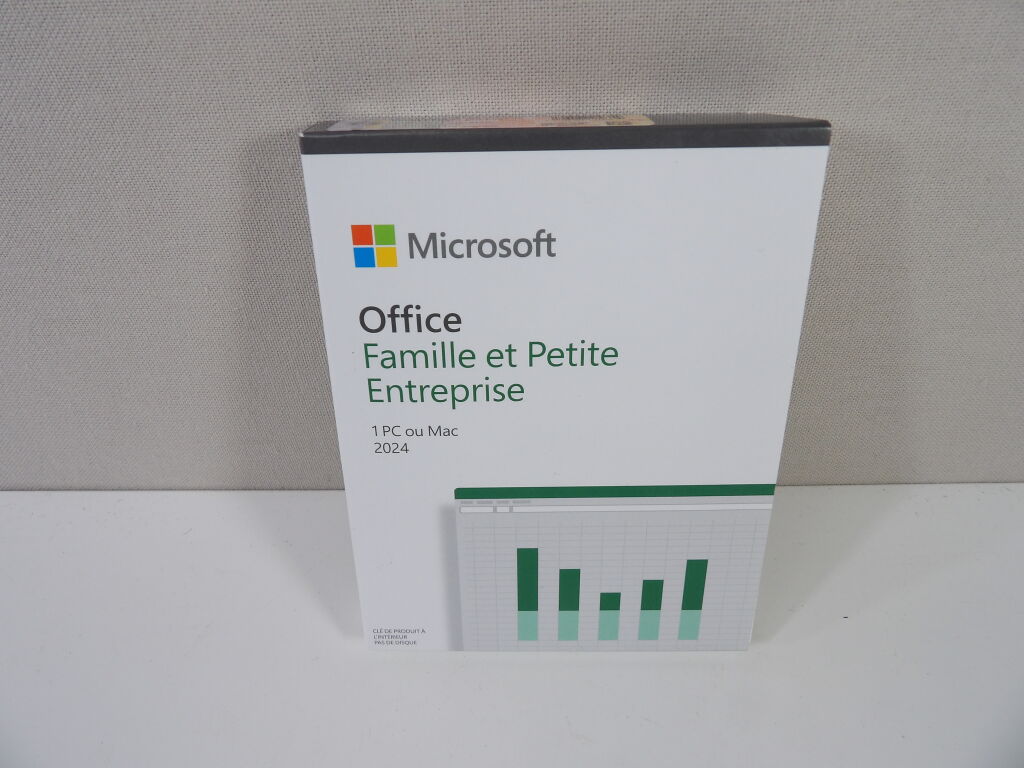 Microsoft
Office
Famille et Petite
Entreprise
1 PC ou Mac
2024
CLÉ DE PRODUIT À
L'INTÉRIEUR
PAS DE DISQUE